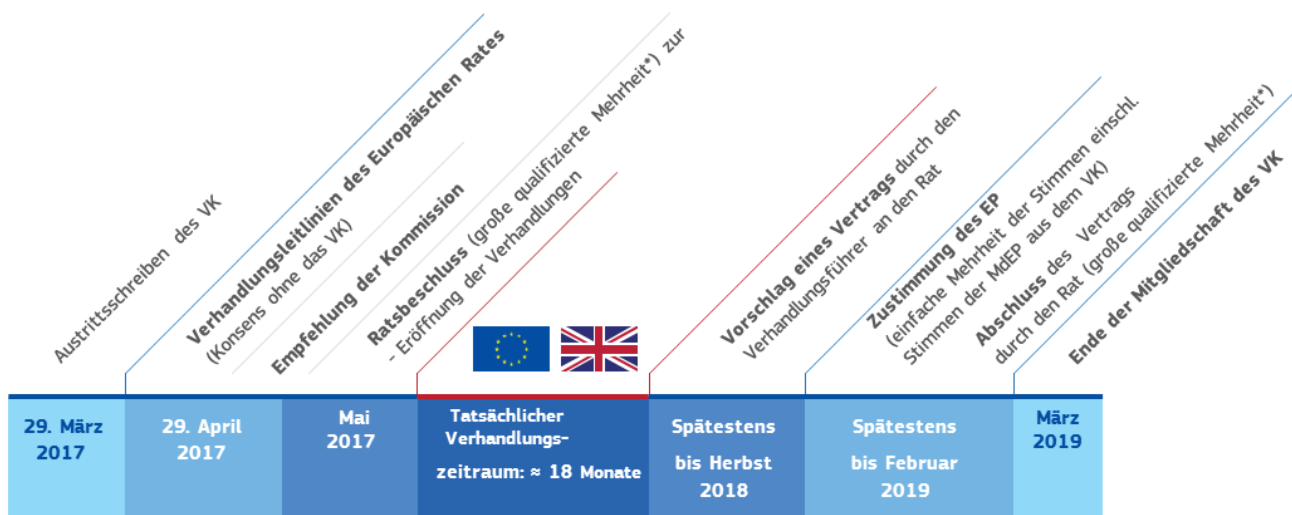 Austrittsschreiben des VK
Verhandlungsleitlinien des Europäischen Rates
(Konsens ohne das VK)
Empfehlung der Kommission
Ratsbeschluss (große qualifizierte Mehrheit*) zur
- Eröffnung der Verhandlungen
Vorschlag eines Vertrags durch den
Verhandlungsführer an den Rat
Zustimmung des EP
(einfache Mehrheit der Stimmen einschl.
Stimmen der MdEP aus dem VK)
Abschluss des Vertrags
durch den Rat (große qualifizierte Mehrheit*)
Ende der Mitgliedschaft des VK
29. März
2017
29. April
2017
Mai
2017
Tatsächlicher
Verhandlungs-
zeitraum: ≈ 18 Monate
Spätestens
bis Herbst
2018
Spätestens
bis Februar
2019
März
2019